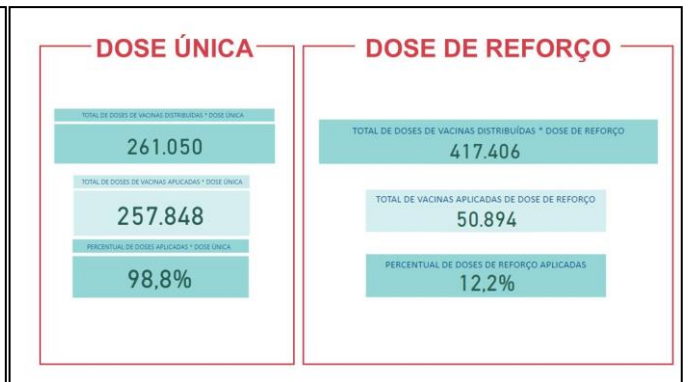 DOSE ÚNICA
TOTAL DE DOSES DE VACINAS DISTRIBUÍDAS * DOSE ÚNICA
261.050
TOTAL DE DOSES DE VACINAS APLICADAS * DOSE ÚNICA
257.848
PERCENTUAL DE DOSES APLICADAS * DOSE ÚNICA
98,8%
DOSE DE REFORÇO
TOTAL DE DOSES DE VACINAS DISTRIBUÍDAS * DOSE DE REFORÇO
417.406
TOTAL DE VACINAS APLICADAS DE DOSE DE REFORÇO
50.894
PERCENTUAL DE DOSES DE REFORÇO APLICADAS
12,2%